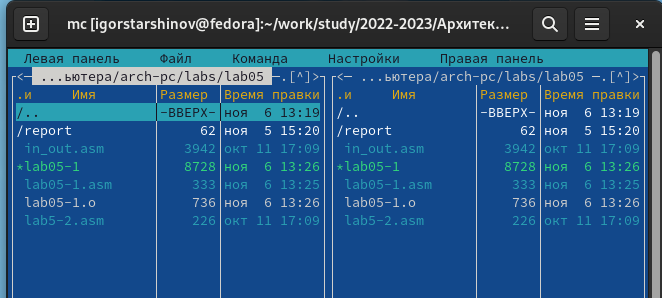 mc [igorstarshinov@fedora]:~/work/study/2022-2023/Архитек...
Левая панель Файл Команда Настройки Правая панель
┌<─ ...ьютера/arch-pc/labs/lab05 ─.[^]>┐┌<─ ...ьютера/arch-pc/labs/lab05 ─.[^]>┐
.и Имя Размер Время правки .и Имя Размер Время правки
/.. -ВВЕРХ- ноя 6 13:19 /.. -ВВЕРХ- ноя 6 13:19
/report 62 ноя 5 15:20 /report 62 ноя 5 15:20
in_out.asm 3942 окт 11 17:09 in_out.asm 3942 окт 11 17:09
*lab05-1 8728 ноя 6 13:26 *lab05-1 8728 ноя 6 13:26
lab05-1.asm 333 ноя 6 13:25 lab05-1.asm 333 ноя 6 13:25
lab05-1.o 736 ноя 6 13:26 lab05-1.o 736 ноя 6 13:26
lab5-2.asm 226 окт 11 17:09 lab5-2.asm 226 окт 11 17:09